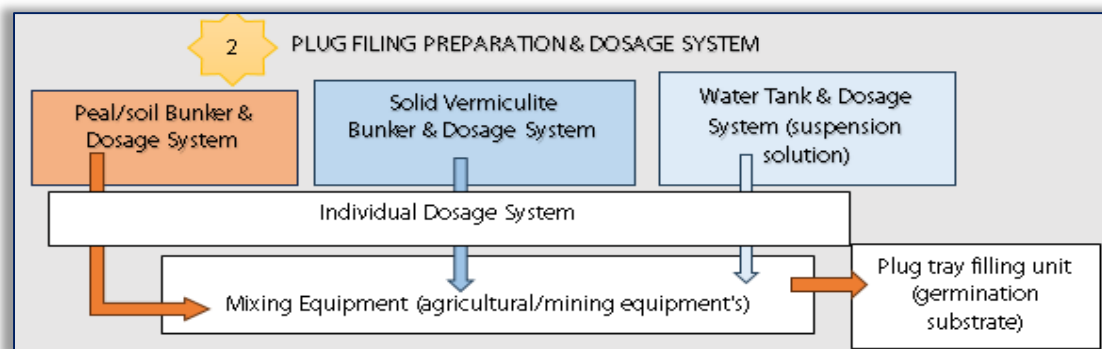 2
PLUG FILING PREPARATION & DOSAGE SYSTEM
Peal/soil Bunker &
Dosage System
Solid Vermiculite
Bunker & Dosage System
Water Tank & Dosage
System (suspension
solution)
Individual Dosage System
Mixing Equipment (agricultural/mining equipment's)
Plug tray filling unit
(germination
substrate)